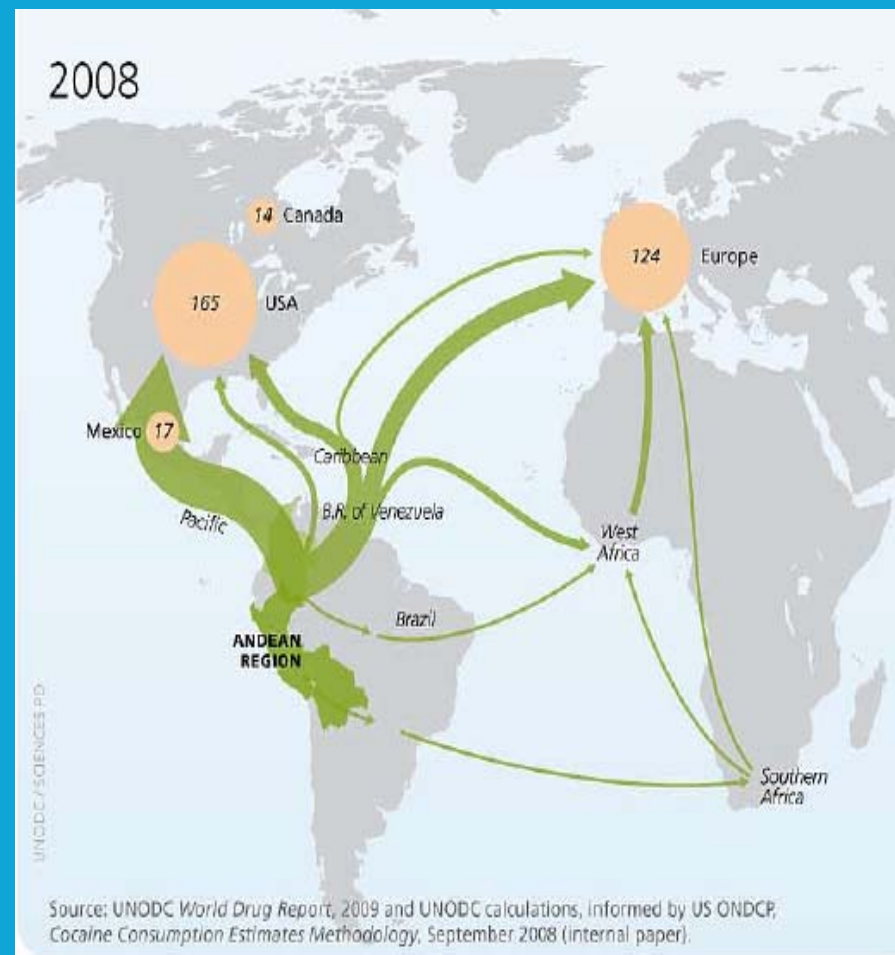 2008
14 Canada
165 USA
124 Europe
Mexico 17
Caribbean
Pacific
B.R. of Venezuela
West
Africa
Brazil
ANDEAN
REGION
Southern
Africa
UNODC / SCIENCES PO
Source: UNODC World Drug Report, 2009 and UNODC calculations, informed by US ONDCP,
Cocaine Consumption Estimates Methodology, September 2008 (internal paper).